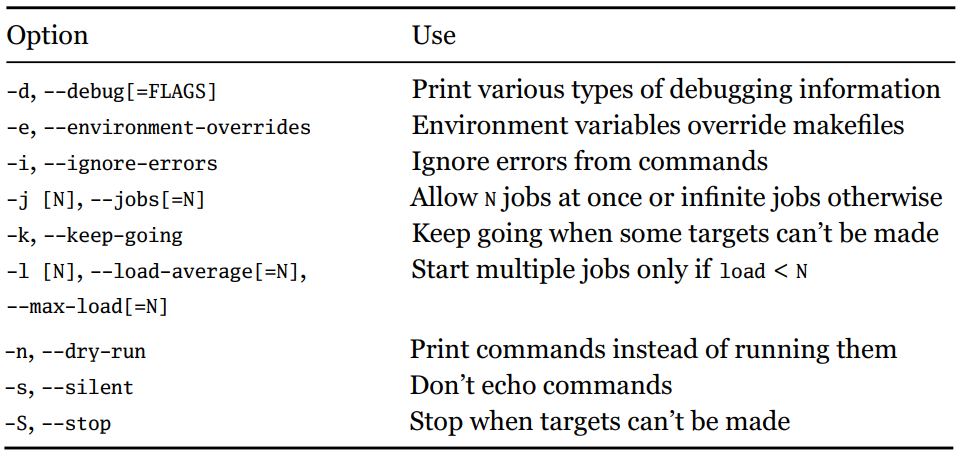 Option Use
-d, --debug[=FLAGS] Print various types of debugging information
-e, --environment-overrides Environment variables override makefiles
-i, --ignore-errors Ignore errors from commands
-j [N], --jobs[=N] Allow N jobs at once or infinite jobs otherwise
-k, --keep-going Keep going when some targets can’t be made
-l [N], --load-average[=N], Start multiple jobs only if load < N
--max-load[=N]
-n, --dry-run Print commands instead of running them
-s, --silent Don’t echo commands
-S, --stop Stop when targets can’t be made